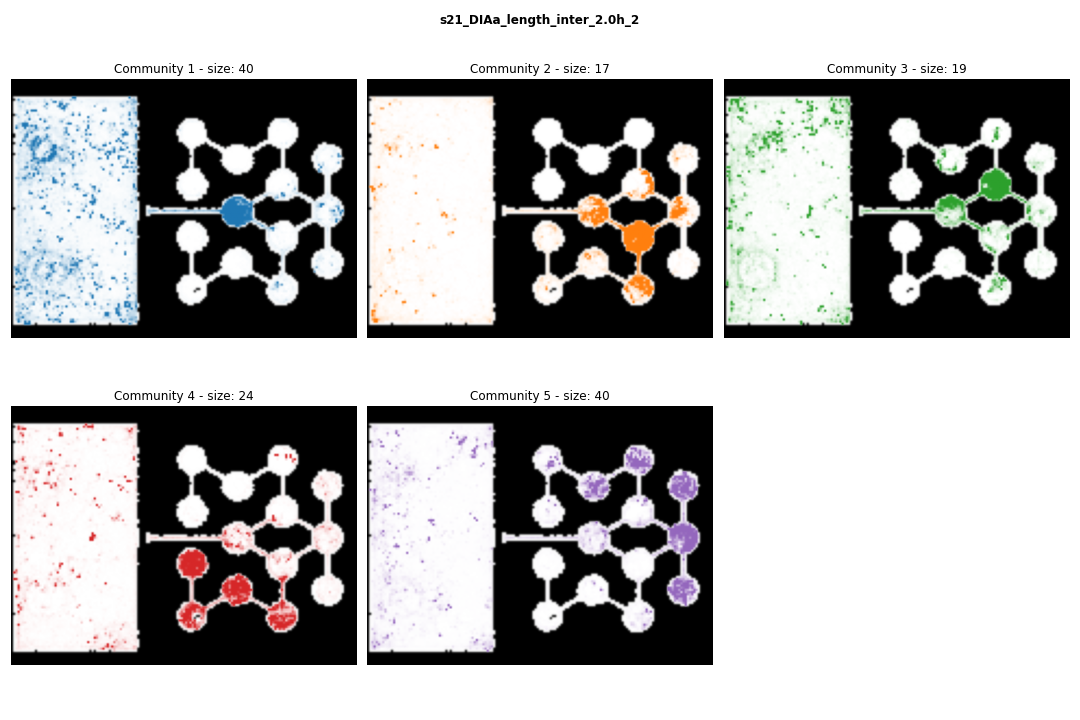 s21_DIAa_length_inter_2.0h_2
Community 1 - size: 40
Community 2 - size: 17
Community 3 - size: 19
Community 4 - size: 24
Community 5 - size: 40